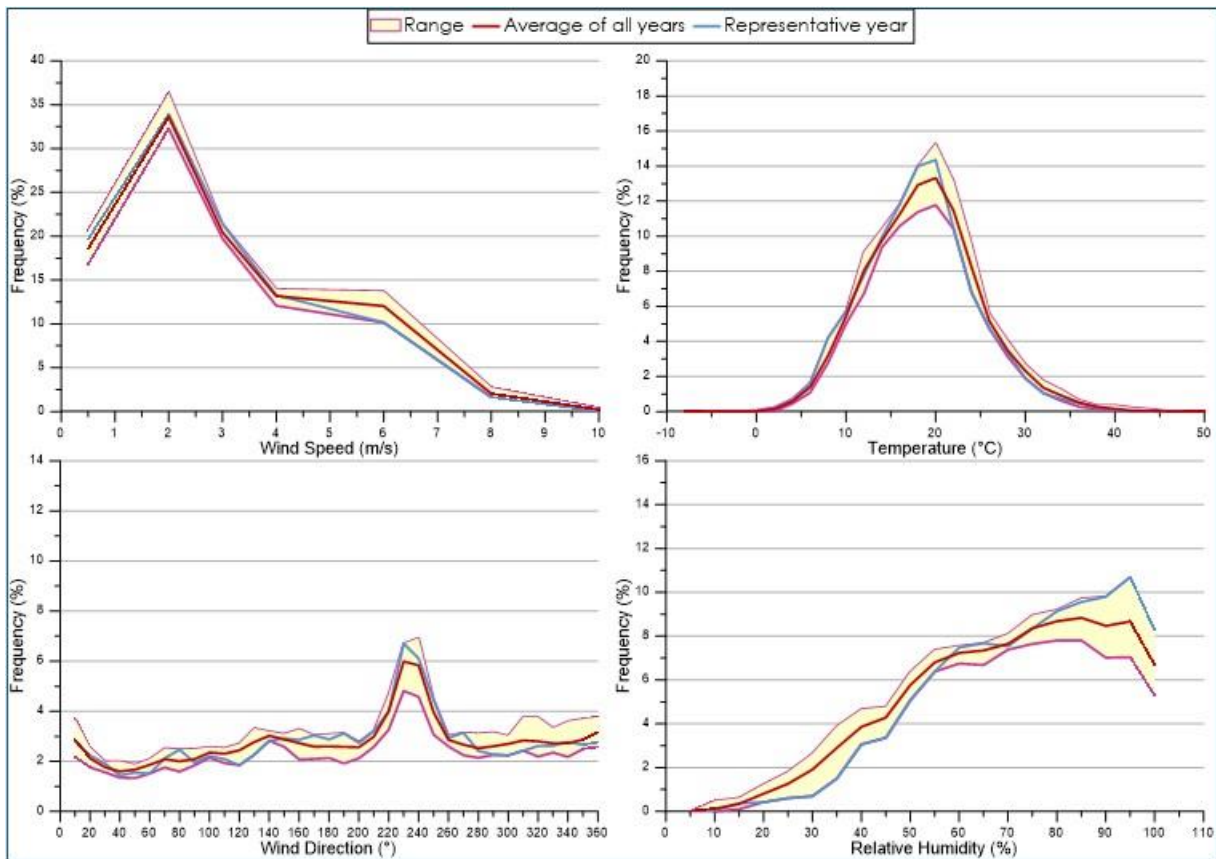 Range Average of all years Representative year
40
35
30
25
20
15
10
5
0
Frequency (%)
0 1 2 3 4 5 6 7 8 9 10
Wind Speed (m/s)
20
18
16
14
12
10
8
6
4
2
0
Frequency (%)
-10 0 10 20 30 40 50
Temperature (°C)
14
12
10
8
6
4
2
0
Frequency (%)
0 20 40 60 80 100 120 140 160 180 200 220 240 260 280 300 320 340 360
Wind Direction (°)
16
14
12
10
8
6
4
2
0
Frequency (%)
0 10 20 30 40 50 60 70 80 90 100 110
Relative Humidity (%)